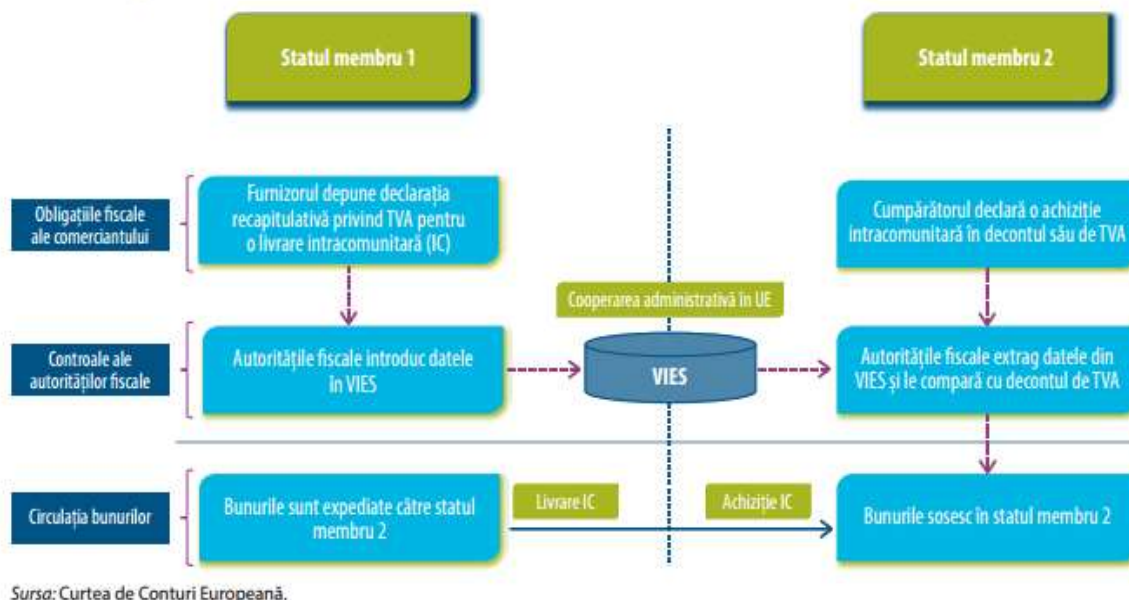 Statul membru 1
Statul membru 2
Obligațiile fiscale
ale comerciantului
Furnizorul depune declarația
recapitulativă privind TVA pentru
o livrare intracomunitară (IC)
Cumpărătorul declară o achiziție
intracomunitară în decontul său de TVA
Cooperarea administrativă în UE
Controale ale
autorităților fiscale
Autoritățile fiscale introduc datele
în VIES
VIES
Autoritățile fiscale extrag datele din
VIES și le compară cu decontul de TVA
Circulația bunurilor
Bunurile sunt expediate către statul
membru 2
Livrare IC
Achiziție IC
Bunurile sosesc în statul membru 2
Sursa: Curtea de Conturi Europeană.